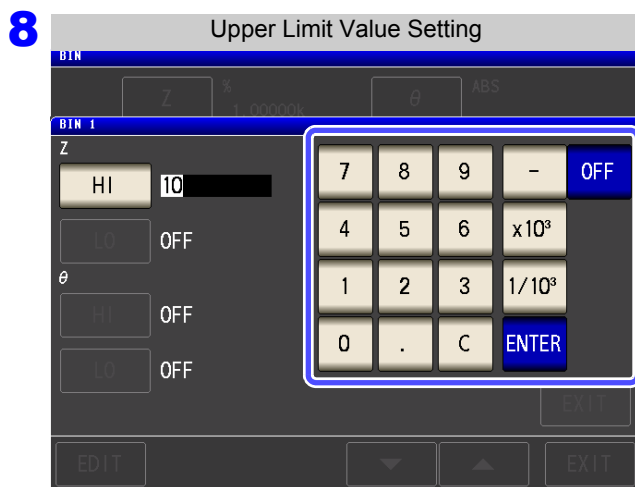 8
Upper Limit Value Setting
BIN
Z % 1.00000k θ ABS
BIN 1
Z
HI 10
LO OFF
θ
HI OFF
LO OFF
7 8 9 - OFF
4 5 6 x10³
1 2 3 1/10³
0 . C ENTER
EXIT
EDIT ▼ ▲ EXIT